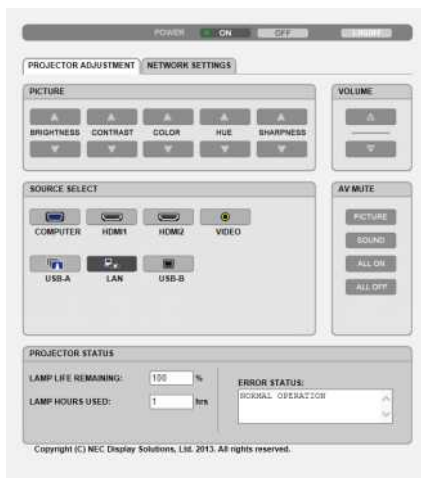 POWER ON OFF
PROJECTOR ADJUSTMENT NETWORK SETTINGS
PICTURE VOLUME
BRIGHTNESS CONTRAST COLOR HUE SHARPNESS
SOURCE SELECT AV MUTE
COMPUTER HDMI1 HDMI2 VIDEO PICTURE
SOUND
USB-A LAN USB-B ALL ON
ALL OFF
PROJECTOR STATUS
LAMP LIFE REMAINING: 100 %
ERROR STATUS:
LAMP HOURS USED: 1 hrs NORMAL OPERATION
Copyright (C) NEC Display Solutions, Ltd. 2013. All rights reserved.